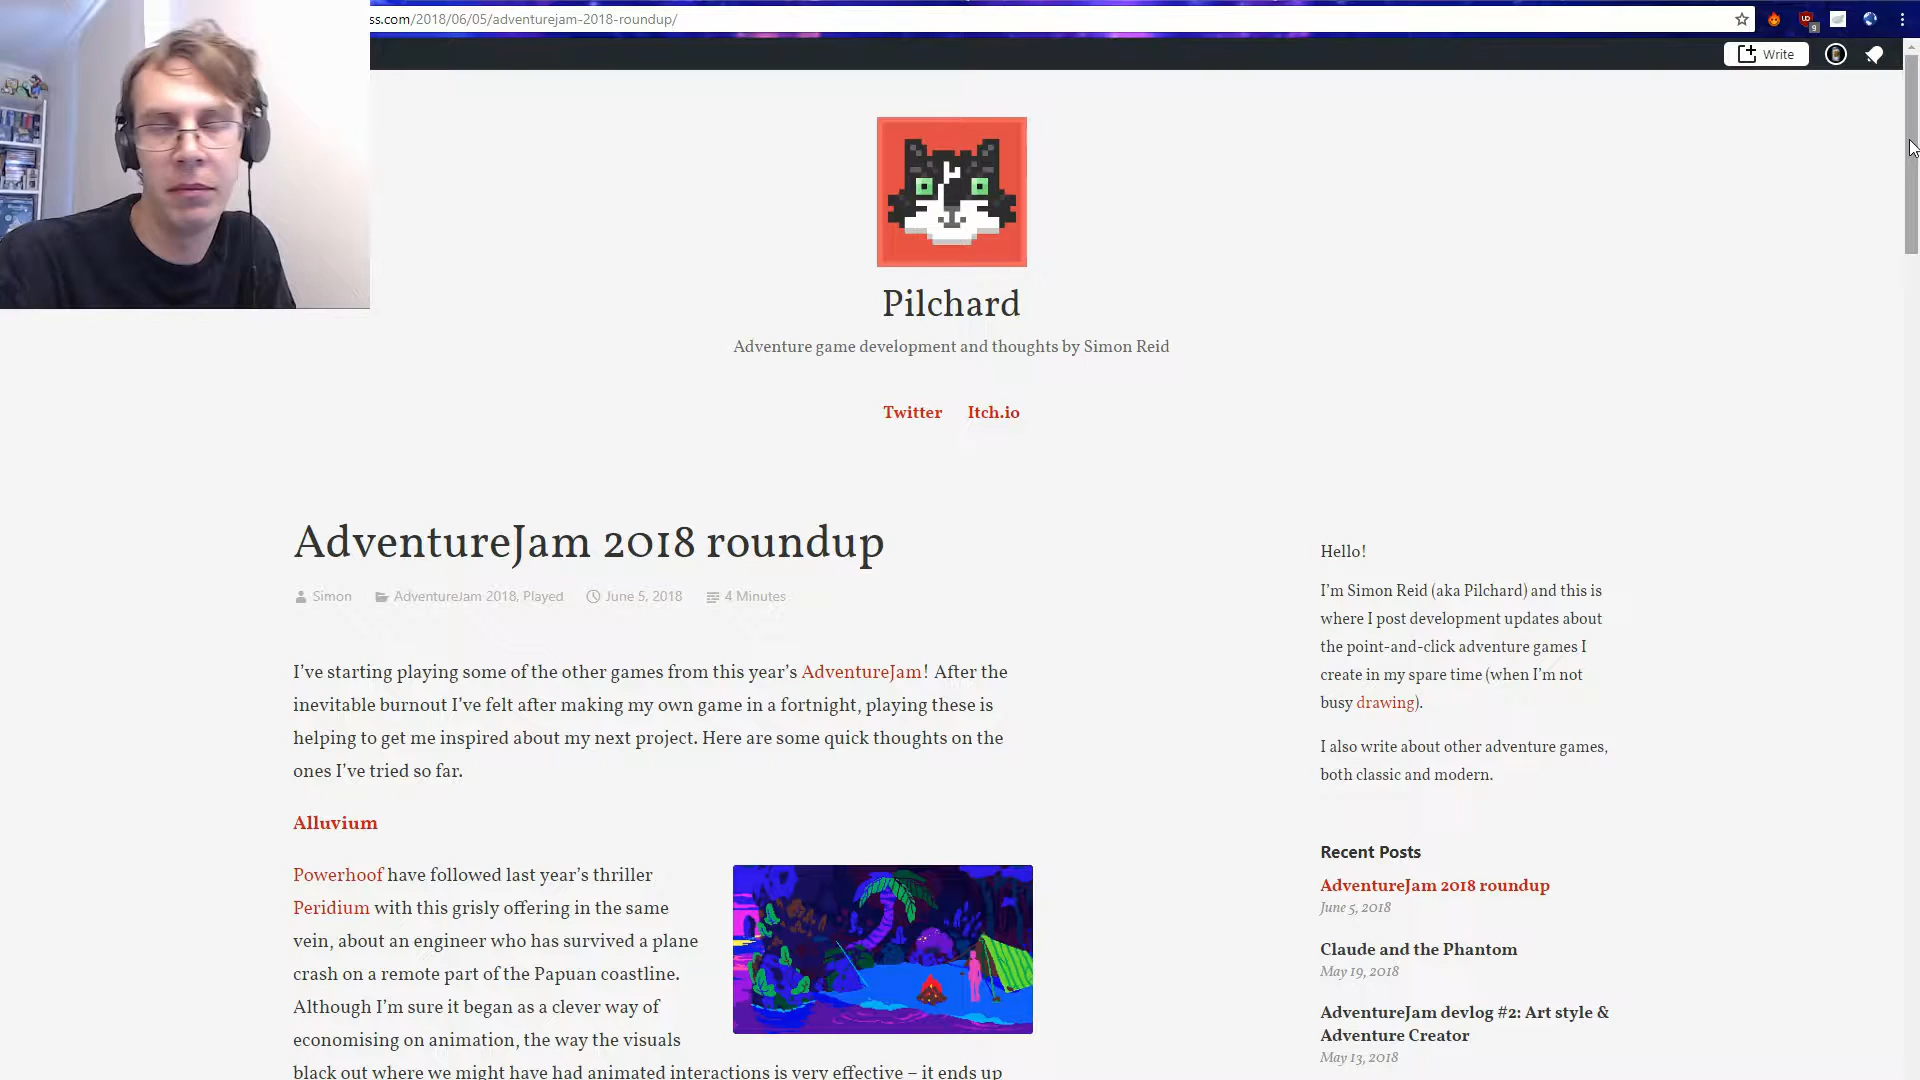 ss.com/2018/06/05/adventurejam-2018-roundup/
9
Write
Pilchard
Adventure game development and thoughts by Simon Reid
Twitter Itch.io
AdventureJam 2018 roundup
Simon AdventureJam 2018, Played June 5, 2018 4 Minutes
I've starting playing some of the other games from this year's AdventureJam! After the
inevitable burnout I've felt after making my own game in a fortnight, playing these is
helping to get me inspired about my next project. Here are some quick thoughts on the
ones I've tried so far.
Alluvium
Powerhoof have followed last year's thriller
Peridium with this grisly offering in the same
vein, about an engineer who has survived a plane
crash on a remote part of the Papuan coastline.
Although I'm sure it began as a clever way of
economising on animation, the way the visuals
black out where we might have had animated interactions is very effective – it ends up
Hello!
I'm Simon Reid (aka Pilchard) and this is
where I post development updates about
the point-and-click adventure games I
create in my spare time (when I'm not
busy drawing).
I also write about other adventure games,
both classic and modern.
Recent Posts
AdventureJam 2018 roundup
June 5, 2018
Claude and the Phantom
May 19, 2018
AdventureJam devlog #2: Art style &
Adventure Creator
May 13, 2018